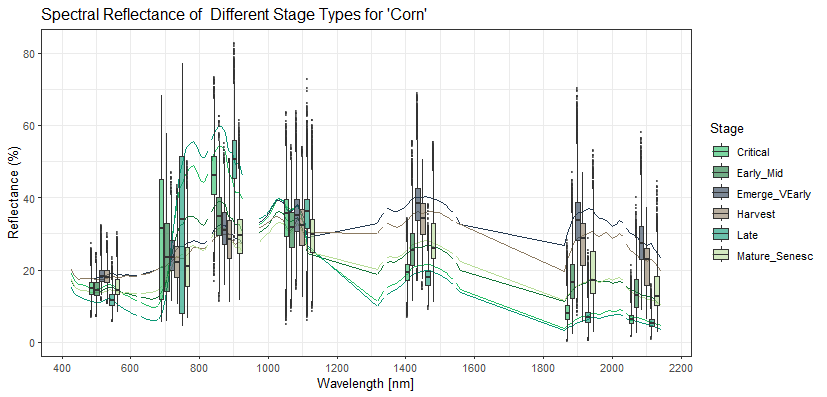 Spectral Reflectance of  Different Stage Types for 'Corn'
Reflectance (%)
80
60
40
20
0
400
600
800
1000
1200
1400
1600
1800
2000
2200
Wavelength [nm]
Stage
Critical
Early_Mid
Emerge_VEarly
Harvest
Late
Mature_Senesc